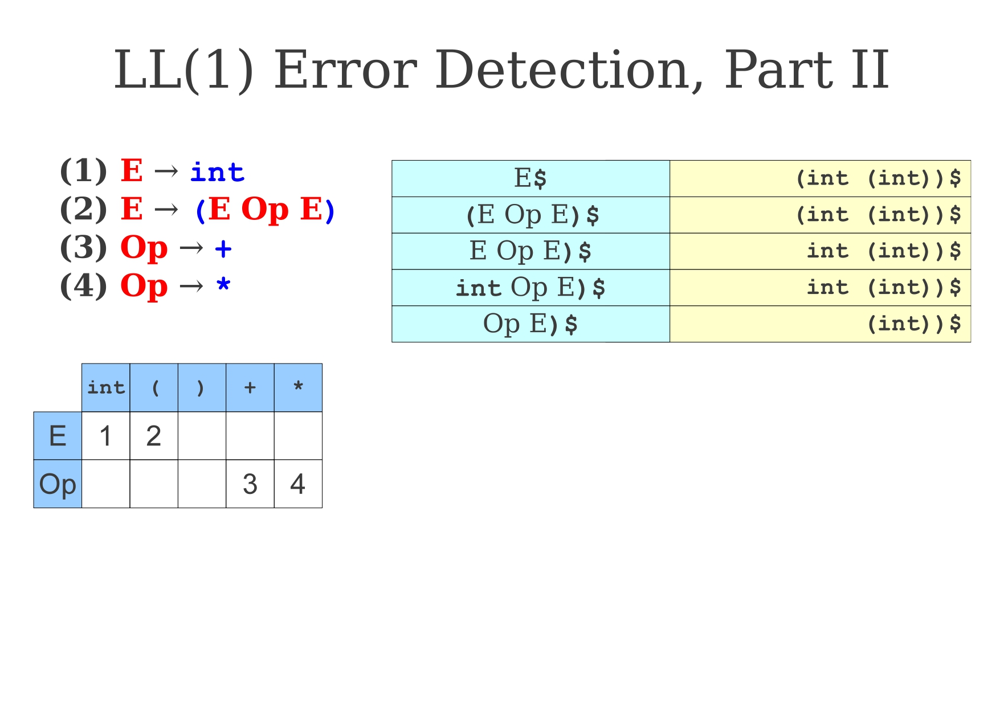 LL(1) Error Detection, Part II
(1) E → int
(2) E → (E Op E)
(3) Op → +
(4) Op → *
E$ (int (int))$
(E Op E)$ (int (int))$
E Op E)$ int (int))$
int Op E)$ int (int))$
Op E)$ (int))$
int ( ) + *
E 1 2
Op 3 4